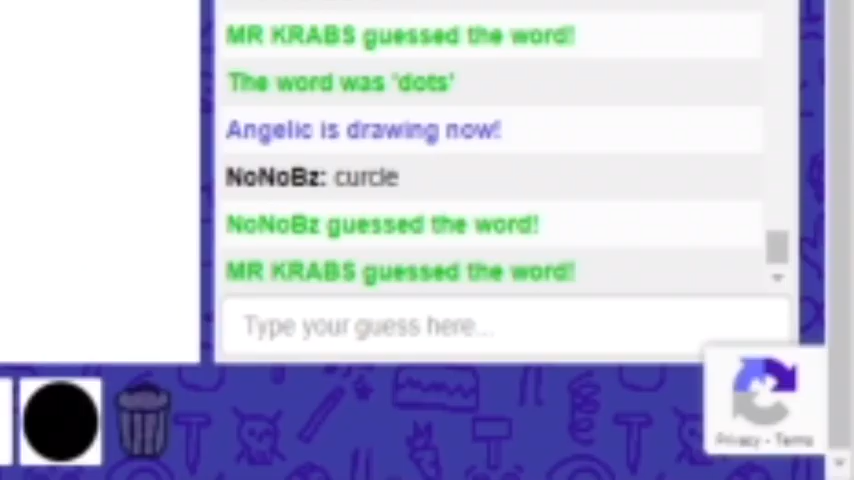 MR KRABS guessed the word!
The word was 'dots'
Angelic is drawing now!
NoNoBz: curcle
NoNoBz guessed the word!
MR KRABS guessed the word!
Type your guess here...
Privacy - Terms